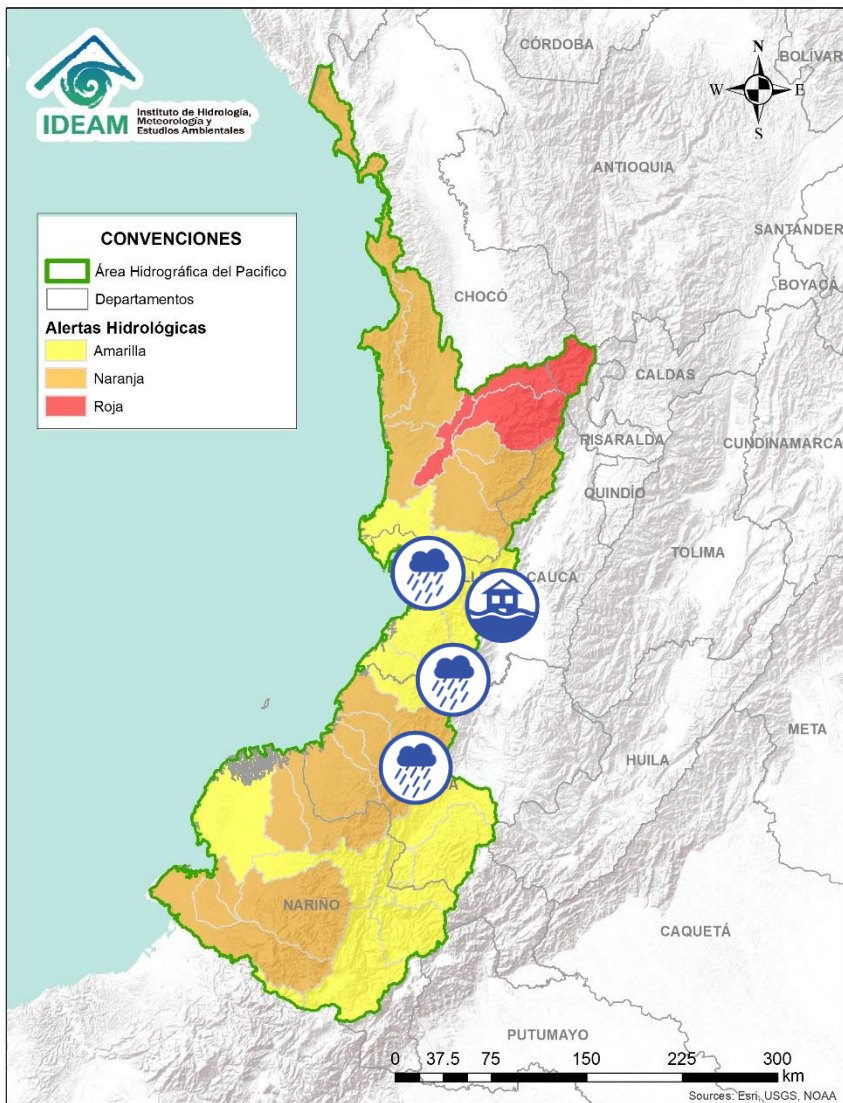 IDEAM
Instituto de Hidrología,
Meteorología y
Estudios Ambientales
CÓRDOBA
BOLÍVAR
N
W
E
S
ANTIOQUIA
SANTANDER
BOYACÁ
CONVENCIONES
Área Hidrográfica del Pacifico
Departamentos
Alertas Hidrológicas
Amarilla
Naranja
Roja
CHOCÓ
CALDAS
RISARALDA
CUNDINAMARCA
QUINDÍO
TOLIMA
CAUCA
META
HUILA
NARIÑO
CAQUETÁ
PUTUMAYO
0 37.5 75 150 225 300
km
Sources: Esri, USGS, NOAA